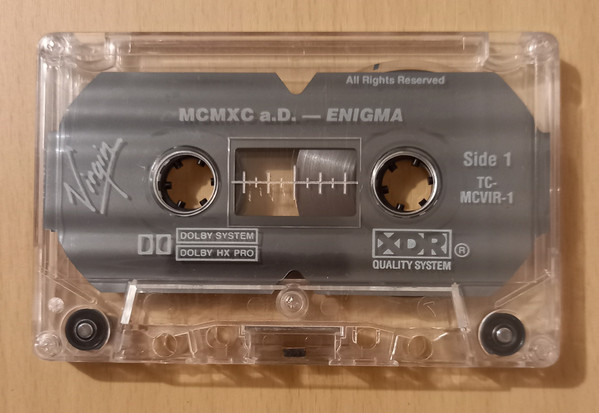 All Rights Reserved
MCMXC a.D. — ENIGMA
Virgin
Side 1
TC-
MCVIR-1
DOLBY SYSTEM
DOLBY HX PRO
XDR®
QUALITY SYSTEM